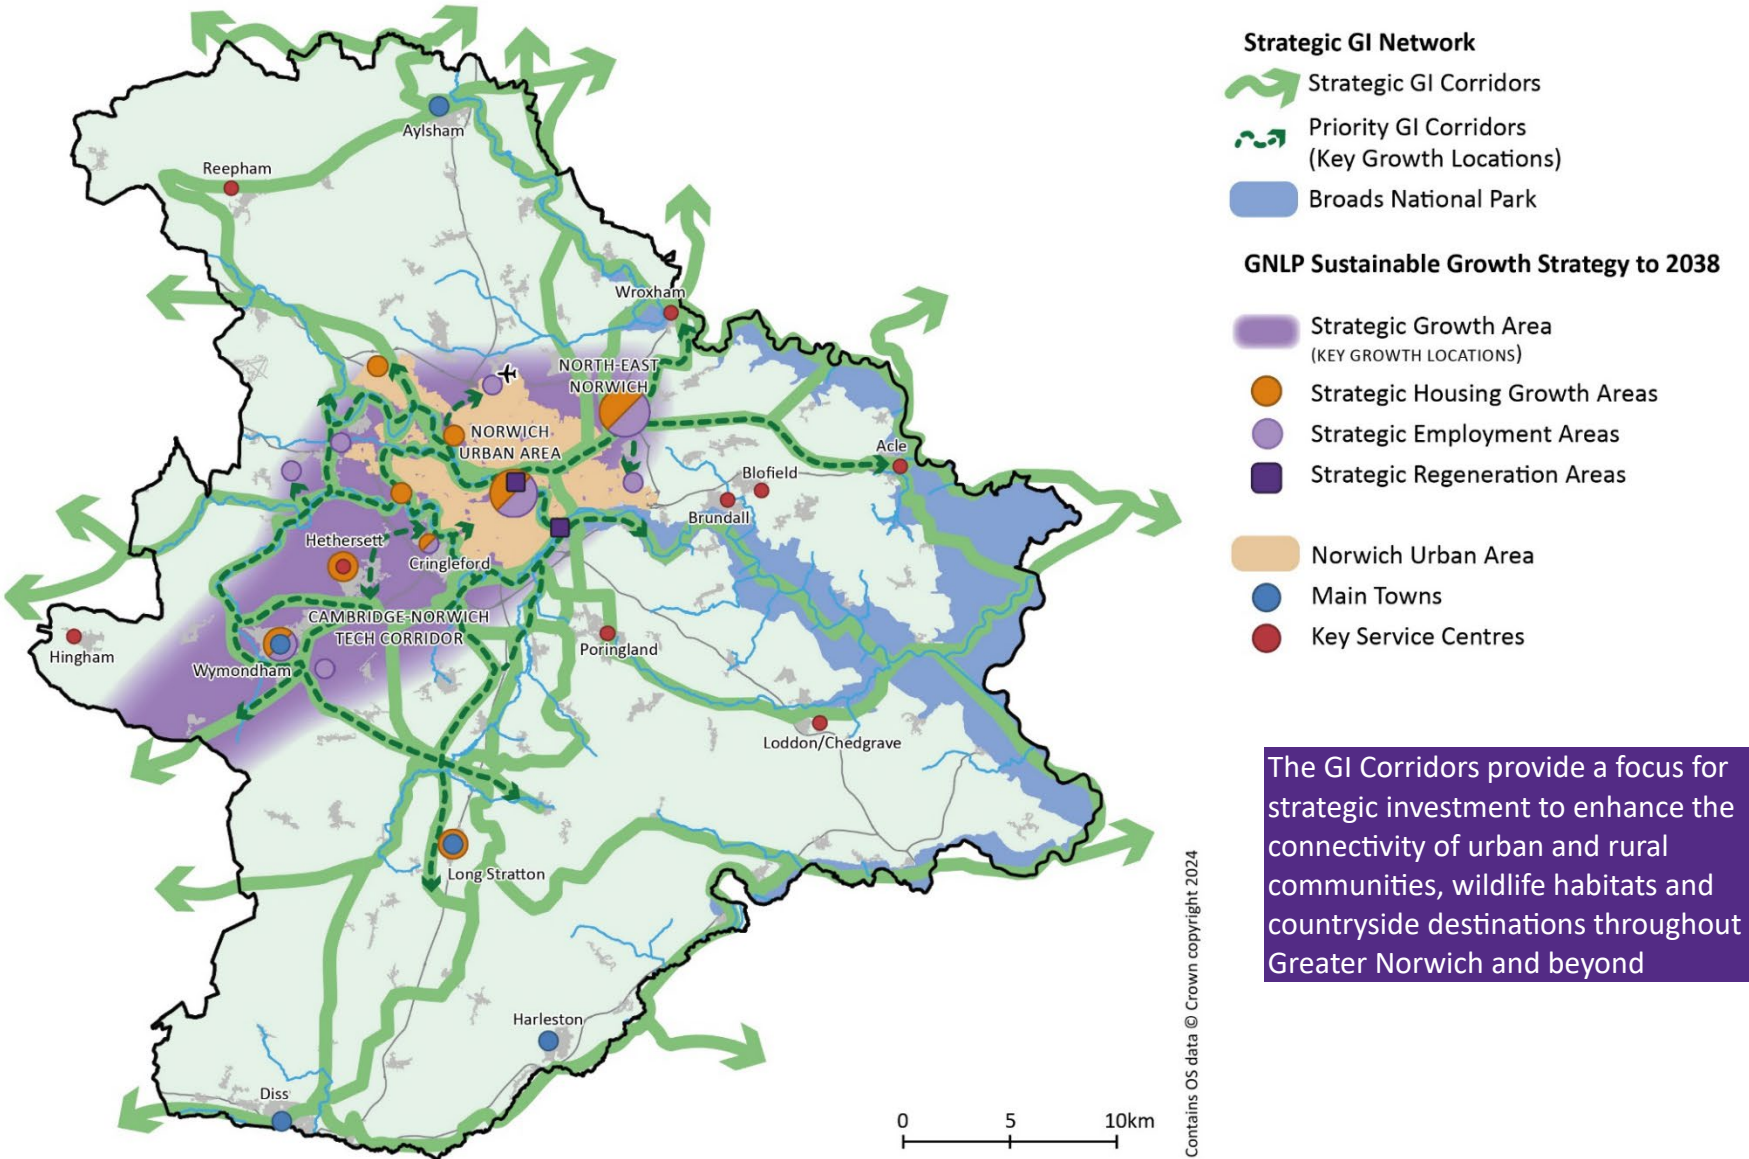 Aylsham
Reepham
Wroxham
NORTH-EAST
NORWICH
NORWICH
URBAN AREA
Acle
Blofield
Brundall
Hethersett
Cringleford
CAMBRIDGE-NORWICH
TECH CORRIDOR
Hingham
Wymondham
Poringland
Loddon/Chedgrave
Long Stratton
Harleston
Diss
0 5 10km
Contains OS data © Crown copyright 2024
Strategic GI Network
Strategic GI Corridors
Priority GI Corridors
(Key Growth Locations)
Broads National Park
GNLP Sustainable Growth Strategy to 2038
Strategic Growth Area
(KEY GROWTH LOCATIONS)
Strategic Housing Growth Areas
Strategic Employment Areas
Strategic Regeneration Areas
Norwich Urban Area
Main Towns
Key Service Centres
The GI Corridors provide a focus for
strategic investment to enhance the
connectivity of urban and rural
communities, wildlife habitats and
countryside destinations throughout
Greater Norwich and beyond